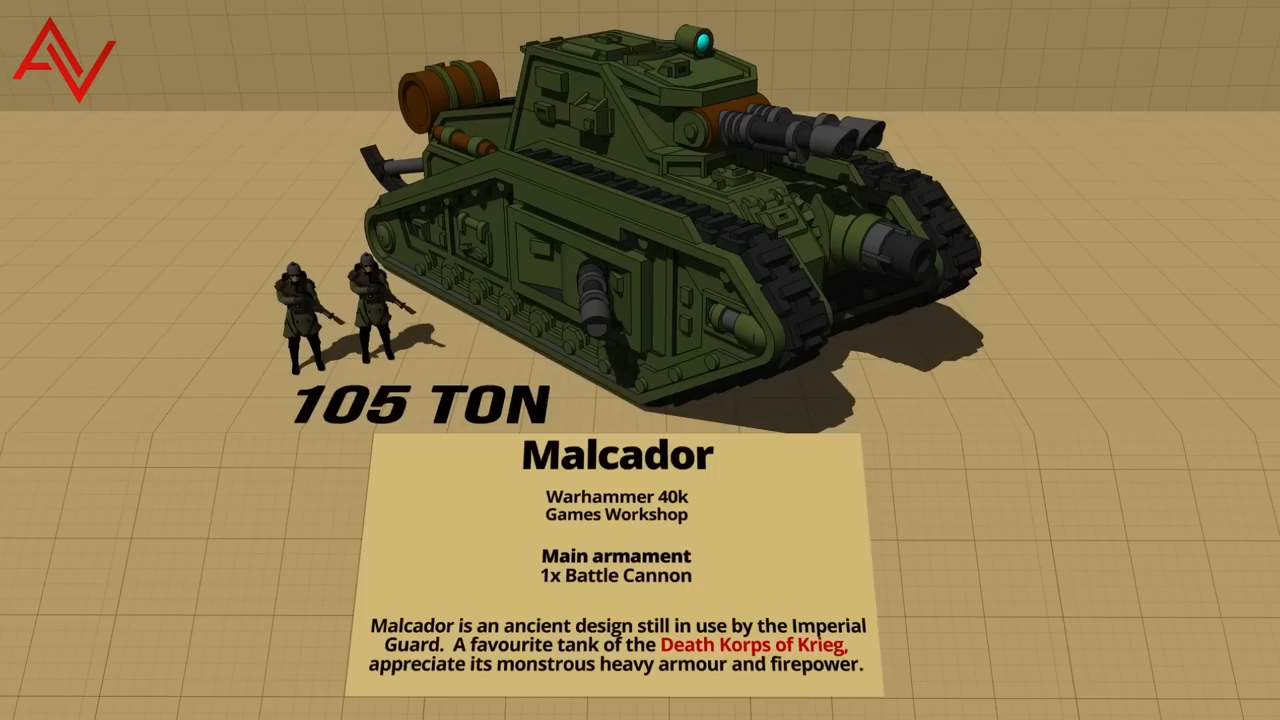 AV
105 TON
Malcador
Warhammer 40k
Games Workshop
Main armament
1x Battle Cannon
Malcador is an ancient design still in use by the Imperial
Guard. A favourite tank of the Death Korps of Krieg,
appreciate its monstrous heavy armour and firepower.